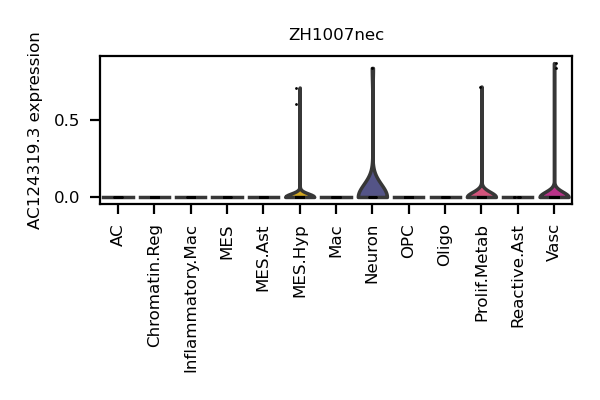 ZH1007nec
AC124319.3 expression
0.5
0.0
AC
Chromatin.Reg
Inflammatory.Mac
MES
MES.Ast
MES.Hyp
Mac
Neuron
OPC
Oligo
Prolif.Metab
Reactive.Ast
Vasc